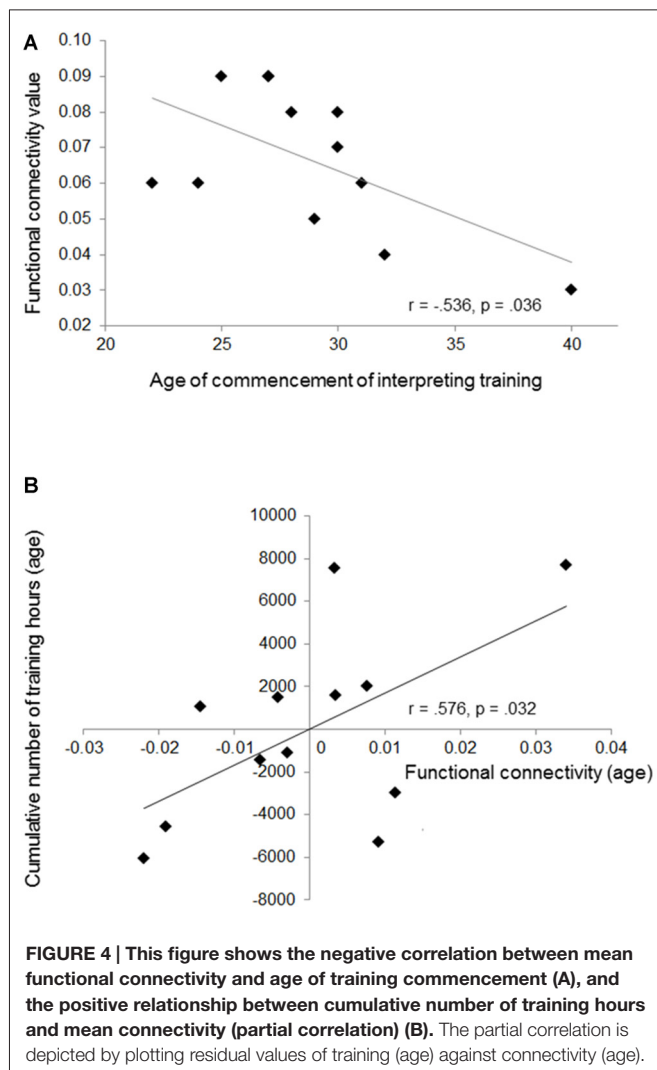 A
0.10
0.09
0.08
0.07
0.06
0.05
0.04
0.03
0.02
Functional connectivity value
r = -.536, p = .036
20 25 30 35 40
Age of commencement of interpreting training
B
10000
8000
6000
4000
2000
Cumulative number of training hours (age)
r = .576, p = .032
-0.03 -0.02 -0.01 0 0.01 0.02 0.03 0.04
Functional connectivity (age)
-2000
-4000
-6000
-8000
FIGURE 4 | This figure shows the negative correlation between mean
functional connectivity and age of training commencement (A), and
the positive relationship between cumulative number of training hours
and mean connectivity (partial correlation) (B). The partial correlation is
depicted by plotting residual values of training (age) against connectivity (age).